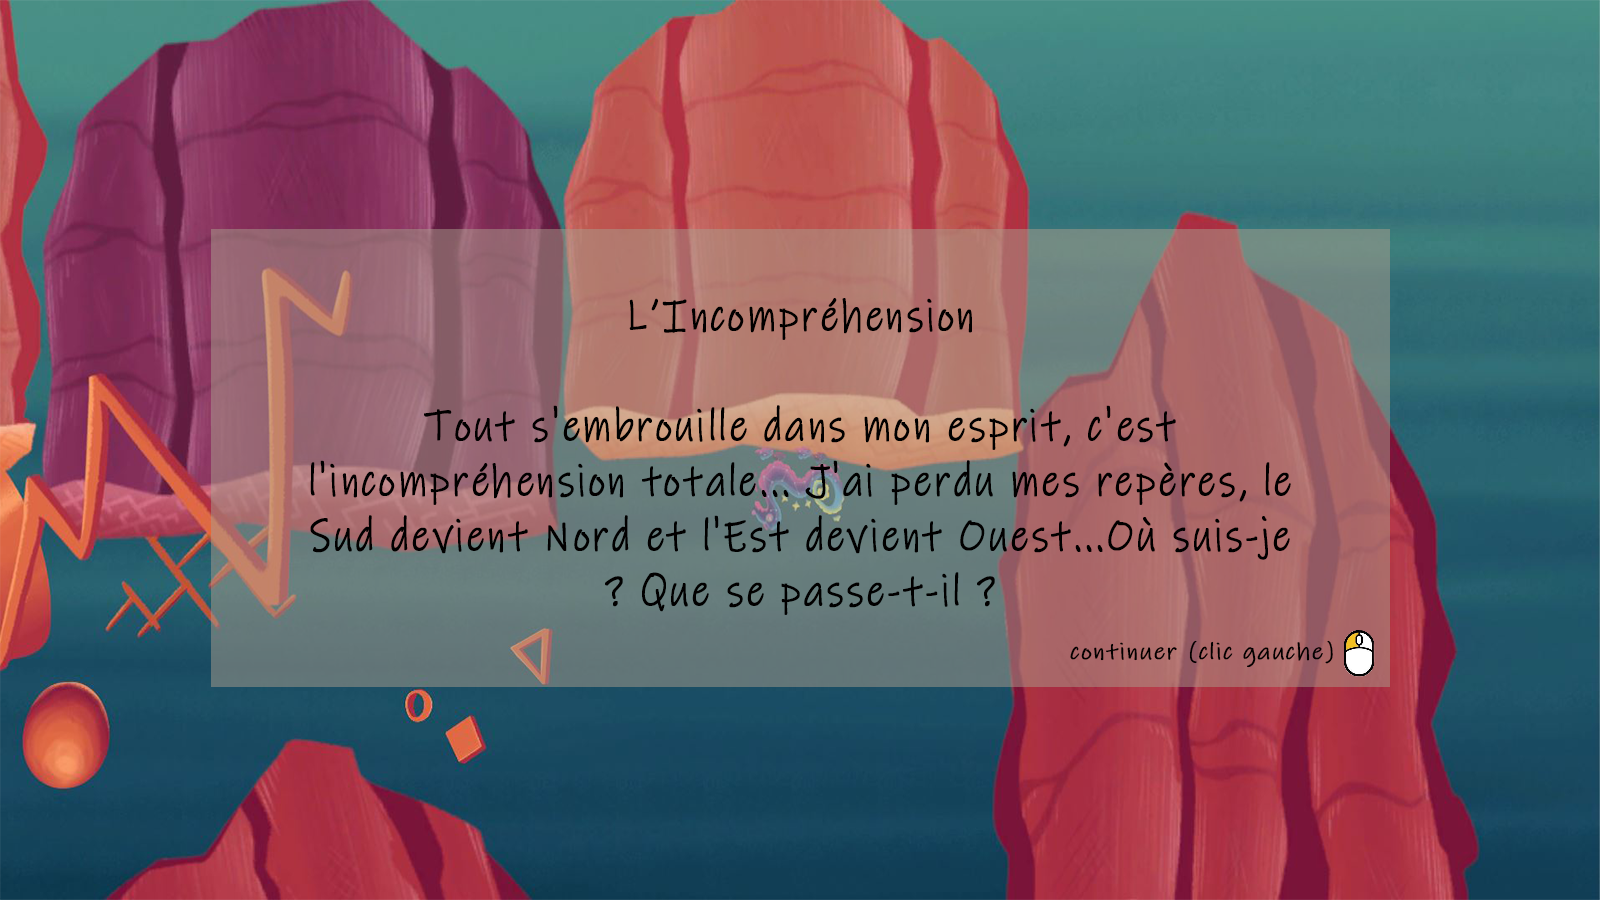 L'Incompréhension
Tout s'embrouille dans mon esprit, c'est
l'incompréhension totale... J'ai perdu mes repères, le
Sud devient Nord et l'Est devient Ouest...Où suis-je
? Que se passe-t-il ?
continuer (clic gauche)